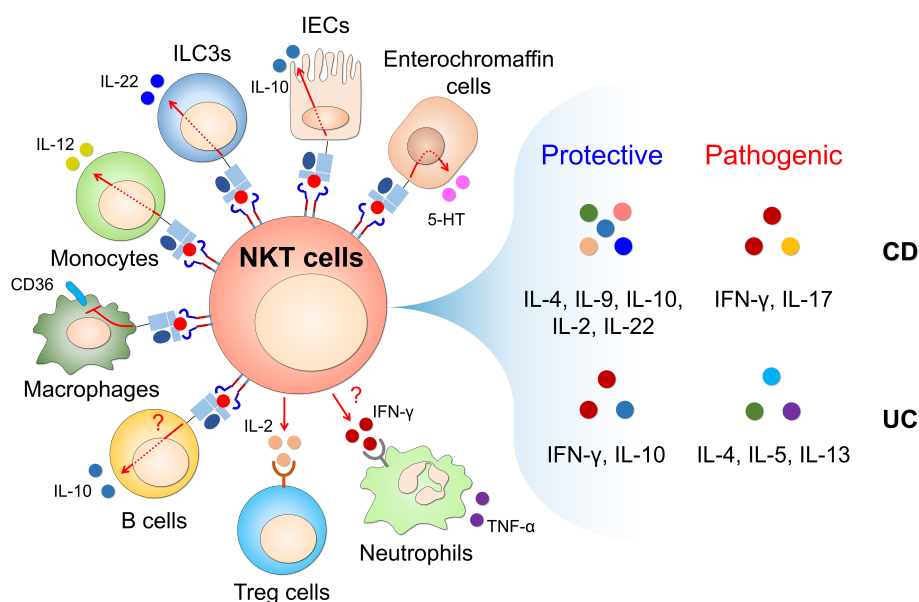 IECs
ILC3s
Enterochromaffin
cells
IL-22
IL-10
IL-12
5-HT
Monocytes
NKT cells
CD36
Macrophages
?
IL-10
B cells
IL-2
Treg cells
?
IFN-γ
TNF-α
Neutrophils
Protective
Pathogenic
CD
IL-4, IL-9, IL-10,
IL-2, IL-22
IFN-γ, IL-17
UC
IFN-γ, IL-10
IL-4, IL-5, IL-13